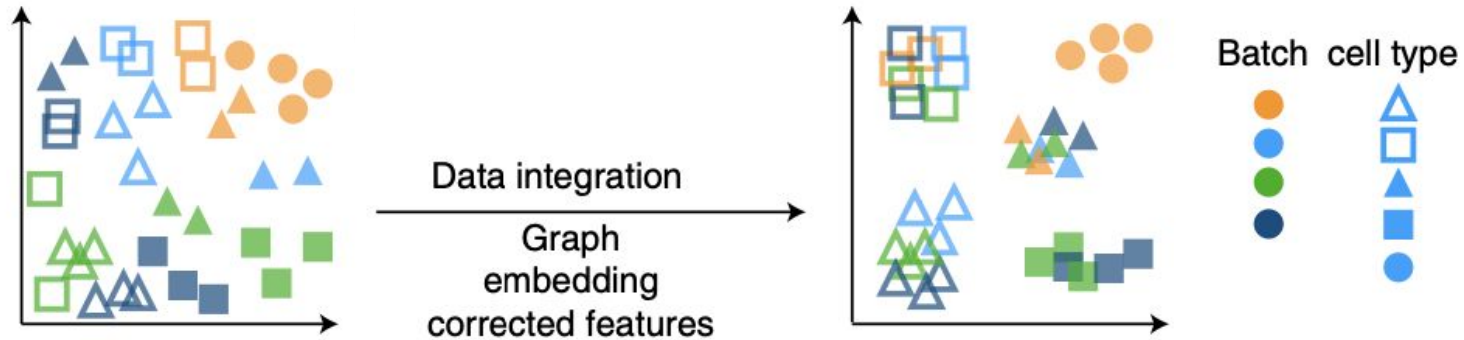 Data integration
Graph
embedding
corrected features
Batch cell type